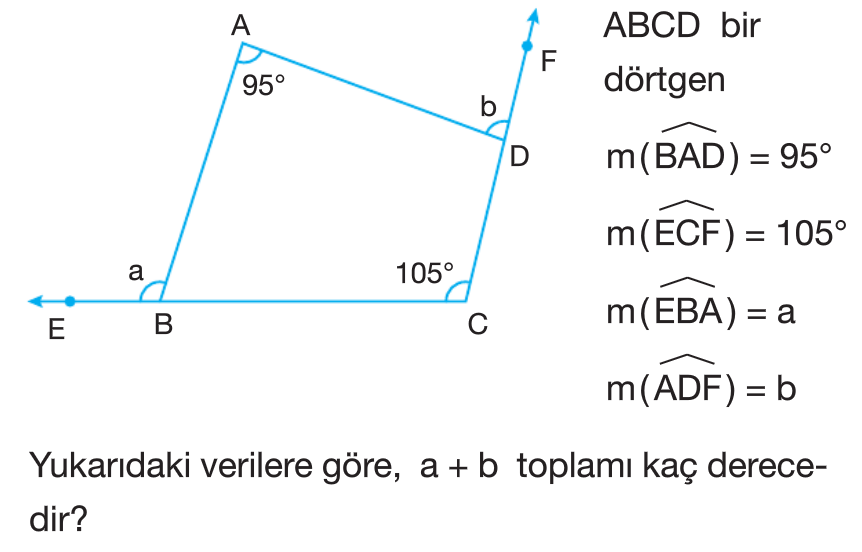 A
95°
b
F
D
a
105°
E
B
C
ABCD bir
dörtgen
m(BAD) = 95°
m(ECF) = 105°
m(EBA) = a
m(ADF) = b
Yukarıdaki verilere göre, a + b toplamı kaç derece-
dir?